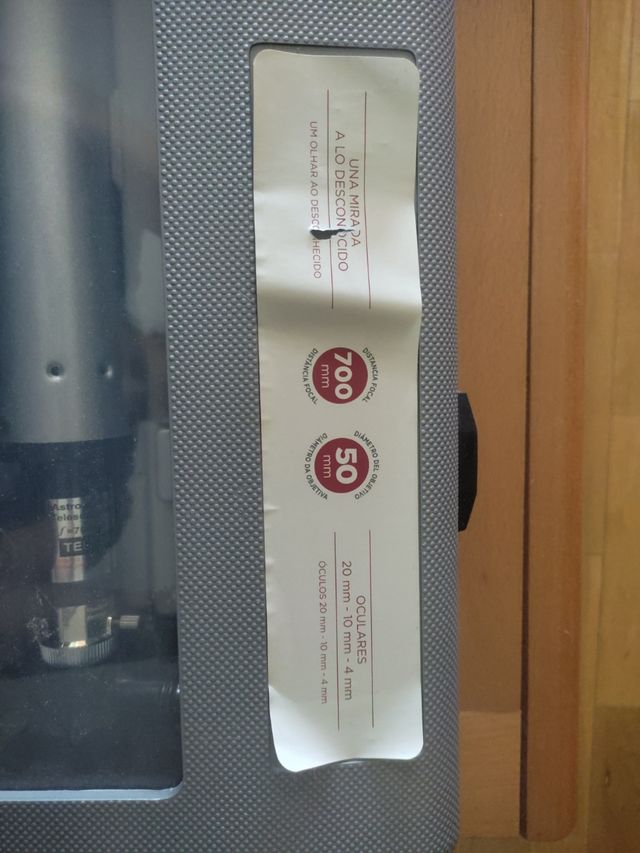 UNA MIRADA
A LO DESCONOCIDO
UM OLHAR AO DESCONHECIDO
DISTANCIA FOCAL
700
mm
DISTÂNCIA FOCAL
DIÁMETRO DEL OBJETIVO
50
mm
DIÂMETRO DA OBJETIVA
OCULARES
20 mm - 10 mm - 4 mm
ÓCULOS 20 mm - 10 mm - 4 mm